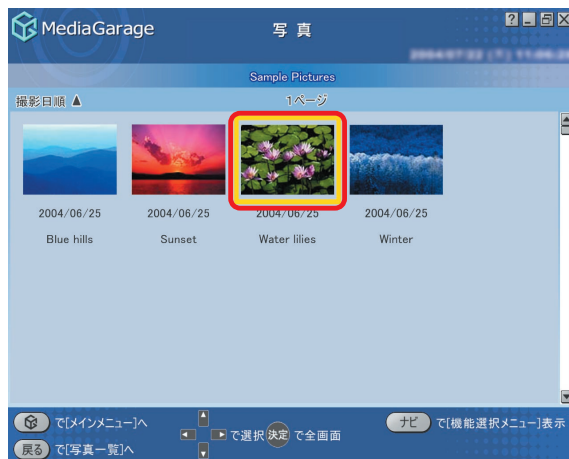 MediaGarage
写真
? _ X
Sample Pictures
撮影日順 ▲
1ページ
2004/06/25 2004/06/25 2004/06/25 2004/06/25
Blue hills Sunset Water lilies Winter
で[メインメニュー]へ
で選択 決定 で全画面
ナビ で[機能選択メニュー]表示
戻る で[写真一覧]へ